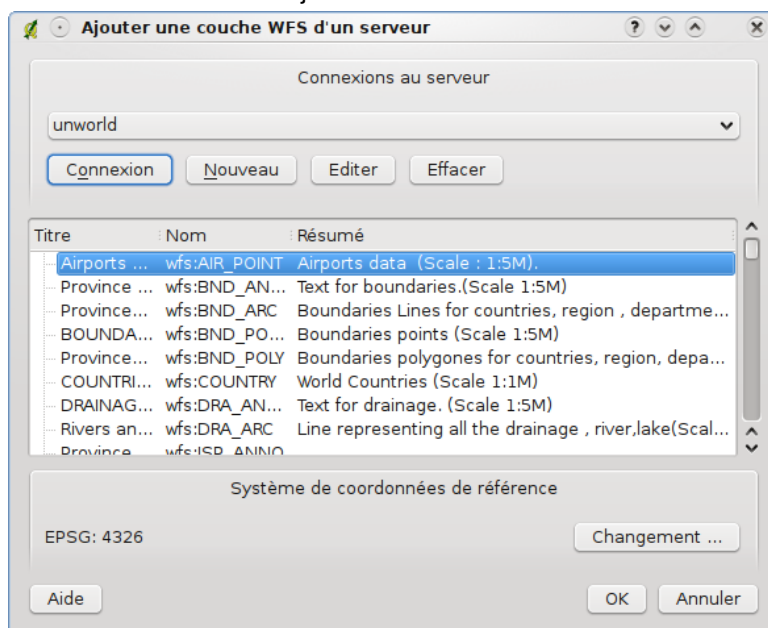 Ajouter une couche WFS d'un serveur
Connexions au serveur
unworld
Connexion Nouveau Editer Effacer
Titre Nom Résumé
Airports ... wfs:AIR_POINT Airports data (Scale : 1:5M).
Province ... wfs:BND_AN... Text for boundaries.(Scale 1:5M)
Province... wfs:BND_ARC Boundaries Lines for countries, region , departme...
BOUNDA... wfs:BND_PO... Boundaries points (Scale 1:5M)
Province... wfs:BND_POLY Boundaries polygones for countries, region, depa...
COUNTRI... wfs:COUNTRY World Countries (Scale 1:1M)
DRAINAG... wfs:DRA_AN... Text for drainage. (Scale 1:5M)
Rivers an... wfs:DRA_ARC Line representing all the drainage , river,lake(Scal...
Province wfs:ISP_ANNO
Système de coordonnées de référence
EPSG: 4326 Changement ...
Aide OK Annuler